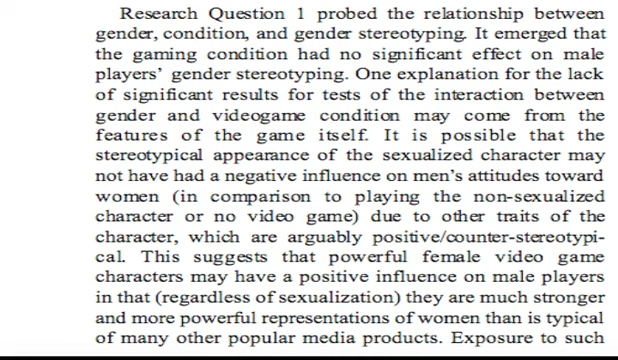 Research Question 1 probed the relationship between
gender, condition, and gender stereotyping. It emerged that
the gaming condition had no significant effect on male
players' gender stereotyping. One explanation for the lack
of significant results for tests of the interaction between
gender and videogame condition may come from the
features of the game itself. It is possible that the
stereotypical appearance of the sexualized character may
not have had a negative influence on men's attitudes toward
women (in comparison to playing the non-sexualized
character or no video game) due to other traits of the
character, which are arguably positive/counter-stereotypi-
cal. This suggests that powerful female video game
characters may have a positive influence on male players
in that (regardless of sexualization) they are much stronger
and more powerful representations of women than is typical
of many other popular media products. Exposure to such